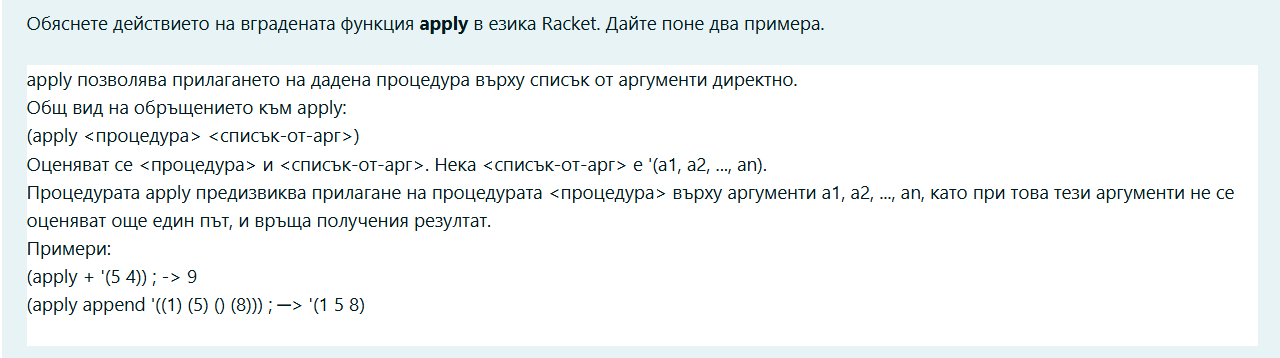 Обяснете действието на вградената функция apply в езика Racket. Дайте поне два примера.
apply позволява прилагането на дадена процедура върху списък от аргументи директно.
Общ вид на обръщението към apply:
(apply <процедура> <списък-от-арг>)
Оценяват се <процедура> и <списък-от-арг>. Нека <списък-от-арг> е '(a1, a2, ..., an).
Процедурата apply предизвиква прилагане на процедурата <процедура> върху аргументи a1, a2, ..., an, като при това тези аргументи не се
оценяват още един път, и връща получения резултат.
Примери:
(apply + '(5 4)) ; -> 9
(apply append '((1) (5) () (8))) ; —> '(1 5 8)